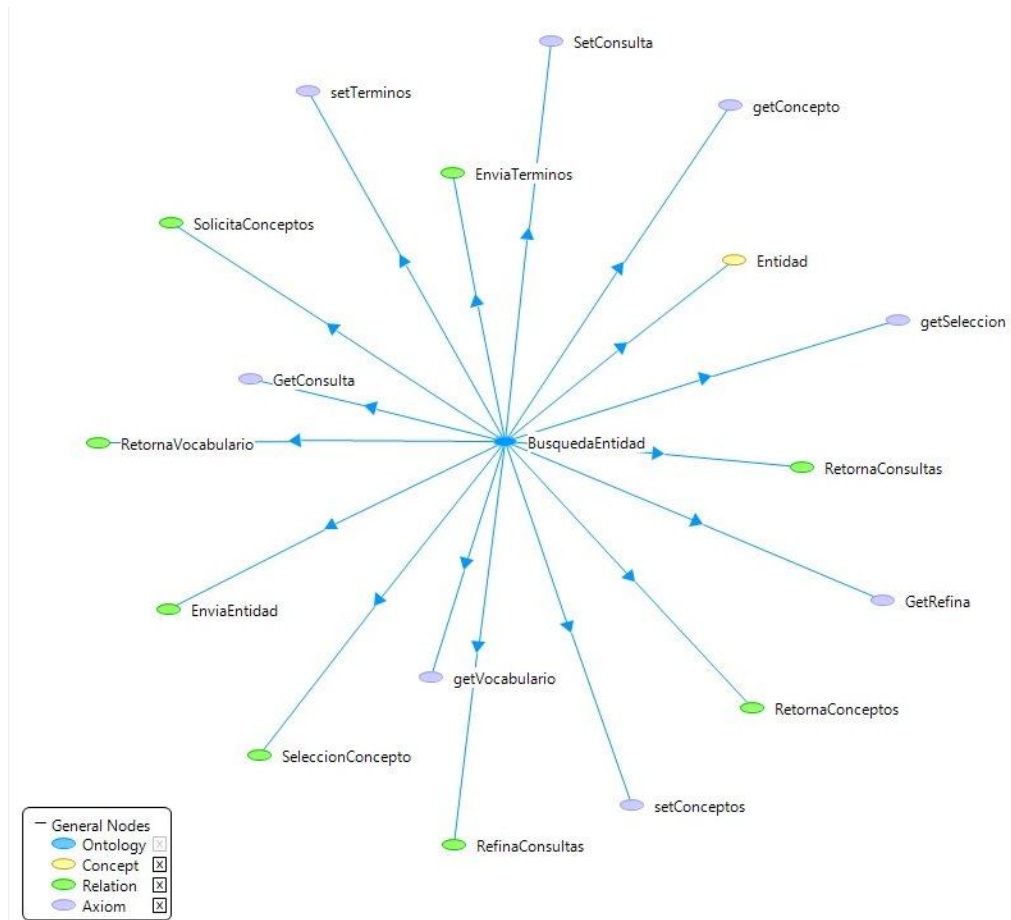 SetConsulta
setTerminos
getConcepto
EnviaTerminos
SolicitaConceptos
Entidad
getSeleccion
GetConsulta
RetornaVocabulario
BusquedaEntidad
RetornaConsultas
EnviaEntidad
GetRefina
getVocabulario
RetornaConceptos
SeleccionConcepto
setConceptos
RefinaConsultas
General Nodes
Ontology
Concept
Relation
Axiom